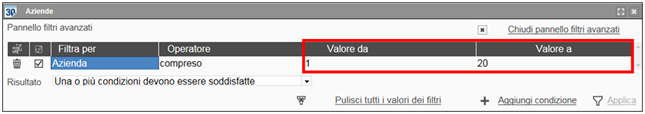 30 Aziende
Pannello filtri avanzati Chiudi pannello filtri avanzati
Filtra per Operatore Valore da Valore a
Azienda compreso 1 20
Risultato Una o più condizioni devono essere soddisfatte
Pulisci tutti i valori dei filtri Aggiungi condizione Applica